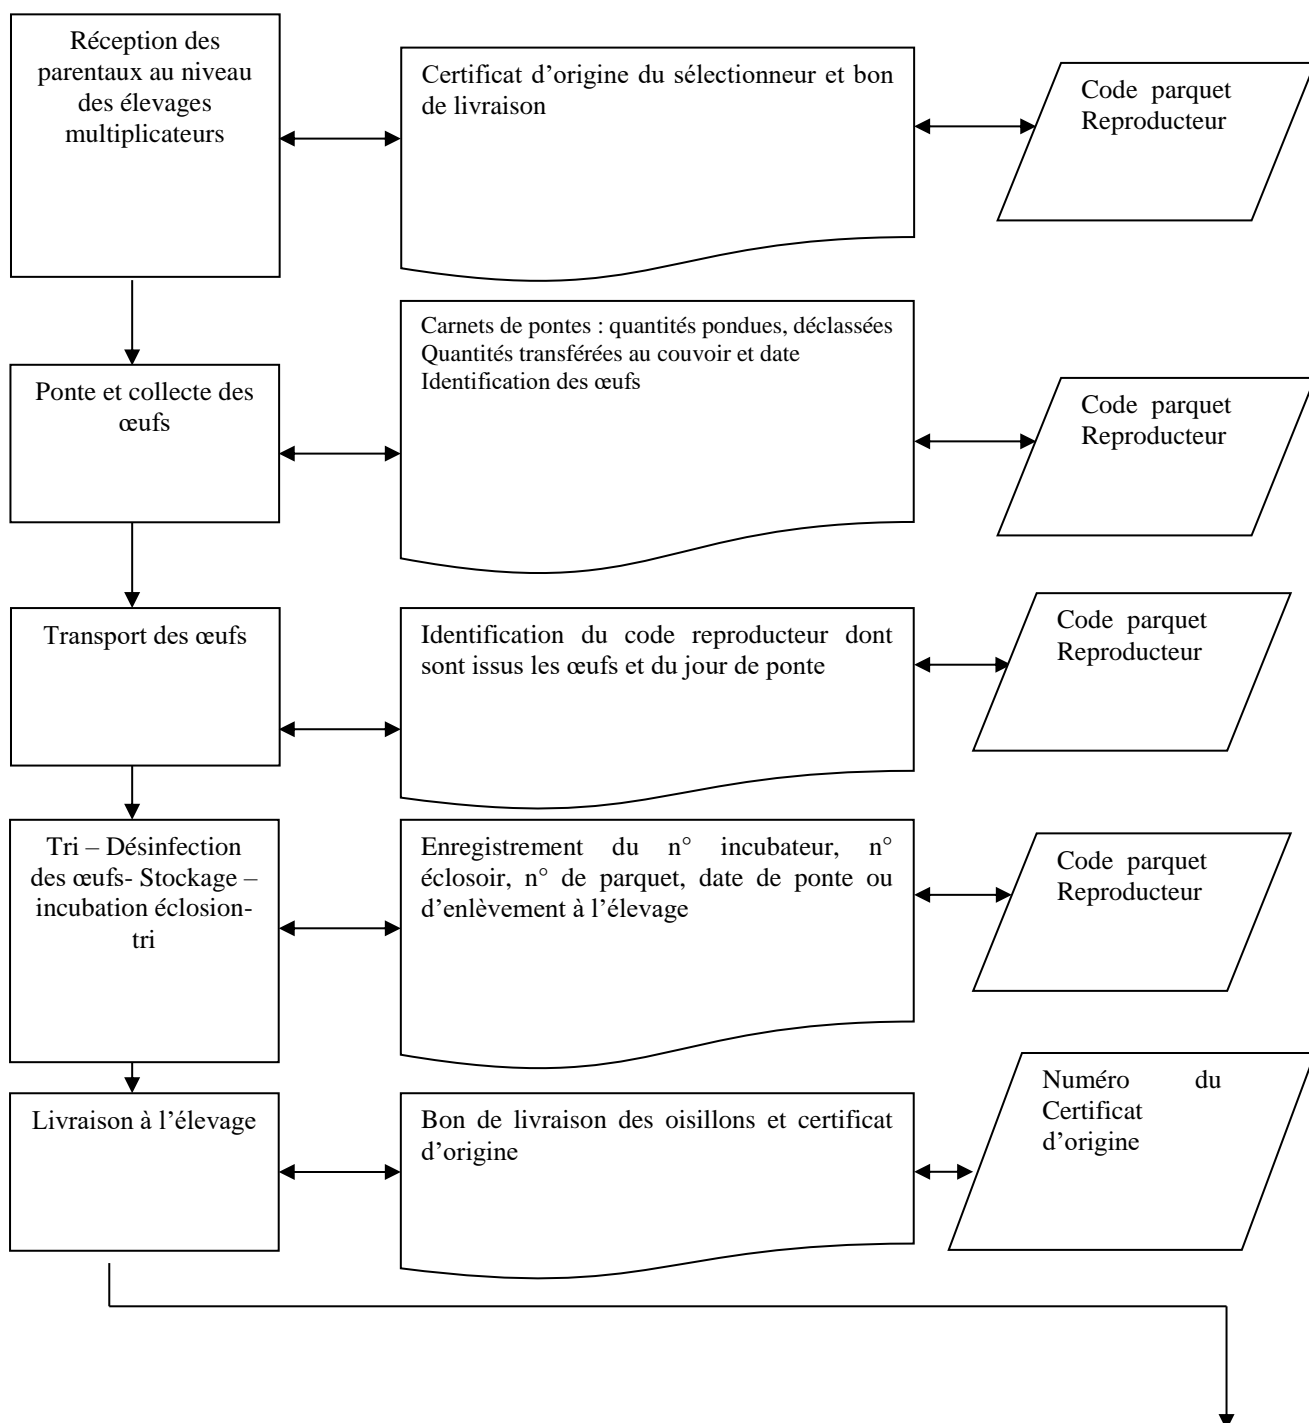 Réception des
parentaux au niveau
des élevages
multiplicateurs
Certificat d’origine du sélectionneur et bon
de livraison
Code parquet
Reproducteur
Ponte et collecte des
œufs
Carnets de pontes : quantités pondues, déclassées
Quantités transférées au couvoir et date
Identification des œufs
Code parquet
Reproducteur
Transport des œufs
Identification du code reproducteur dont
sont issus les œufs et du jour de ponte
Code parquet
Reproducteur
Tri – Désinfection
des œufs- Stockage –
incubation éclosion-
tri
Enregistrement du n° incubateur, n°
éclosoir, n° de parquet, date de ponte ou
d’enlèvement à l’élevage
Code parquet
Reproducteur
Livraison à l’élevage
Bon de livraison des oisillons et certificat
d’origine
Numéro du
Certificat
d’origine